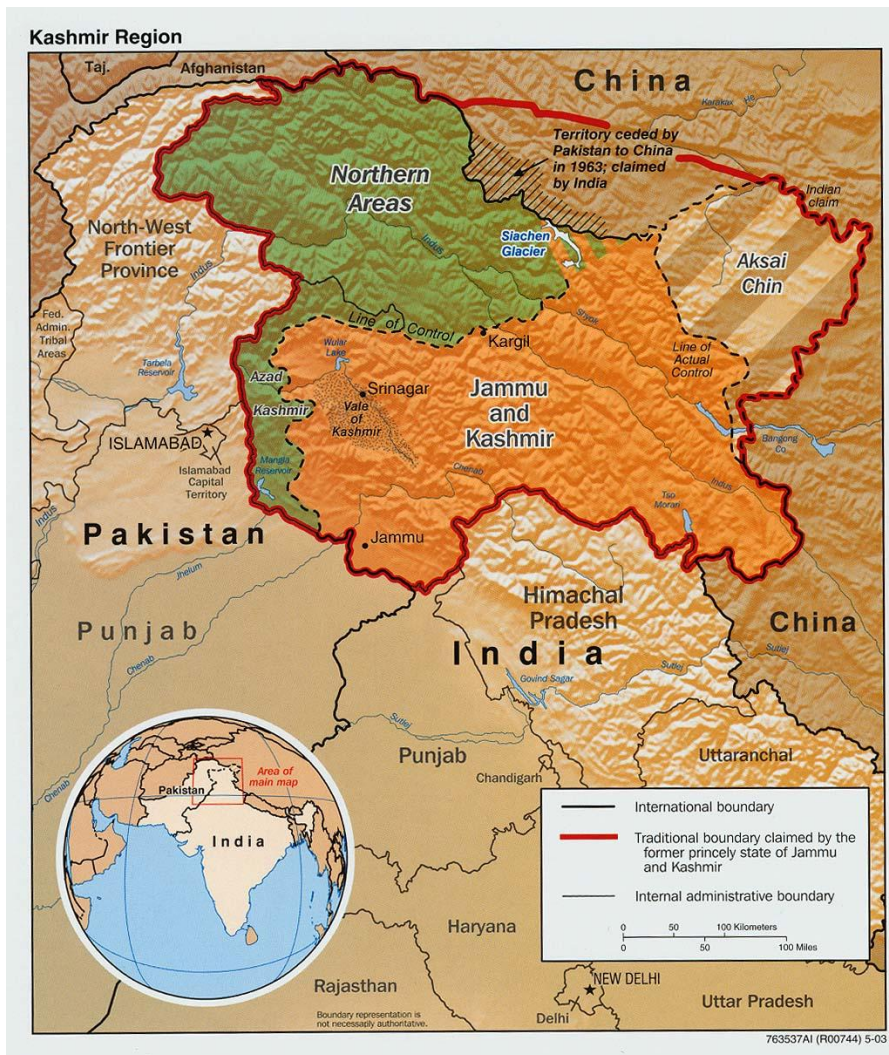 Kashmir Region
Taj.
Afghanistan
China
Karakax He
Territory ceded by
Pakistan to China
in 1963; claimed
by India
Northern
Areas
Indian
claim
North-West
Frontier
Province
Indus
Indus
Siachen
Glacier
Aksai
Chin
Fed.
Admin.
Tribal
Areas
Line of Control
Shyok
Kargil
Line of
Actual
Control
Wular
Lake
Tarbela
Reservoir
Azad
Kashmir
Srinagar
Vale
of
Kashmir
Jammu
and
Kashmir
ISLAMABAD
Islamabad
Capital
Territory
Mangla
Reservoir
Bangong
Co
Chenab
Indus
Tso
Morari
Indus
Pakistan
Jammu
Jhelum
Himachal
Pradesh
China
Punjab
India
Chenab
Sutlej
Sutlej
Govind Sagar
Sutlej
Punjab
Uttaranchal
Chandigarh
Chenab
Area of
main map
Pakistan
India
International boundary
Traditional boundary claimed by the
former princely state of Jammu
and Kashmir
Internal administrative boundary
0 50 100 Kilometers
0 50 100 Miles
Haryana
Rajasthan
NEW DELHI
Delhi
Uttar Pradesh
Boundary representation is
not necessarily authoritative.
763537AI (R00744) 5-03